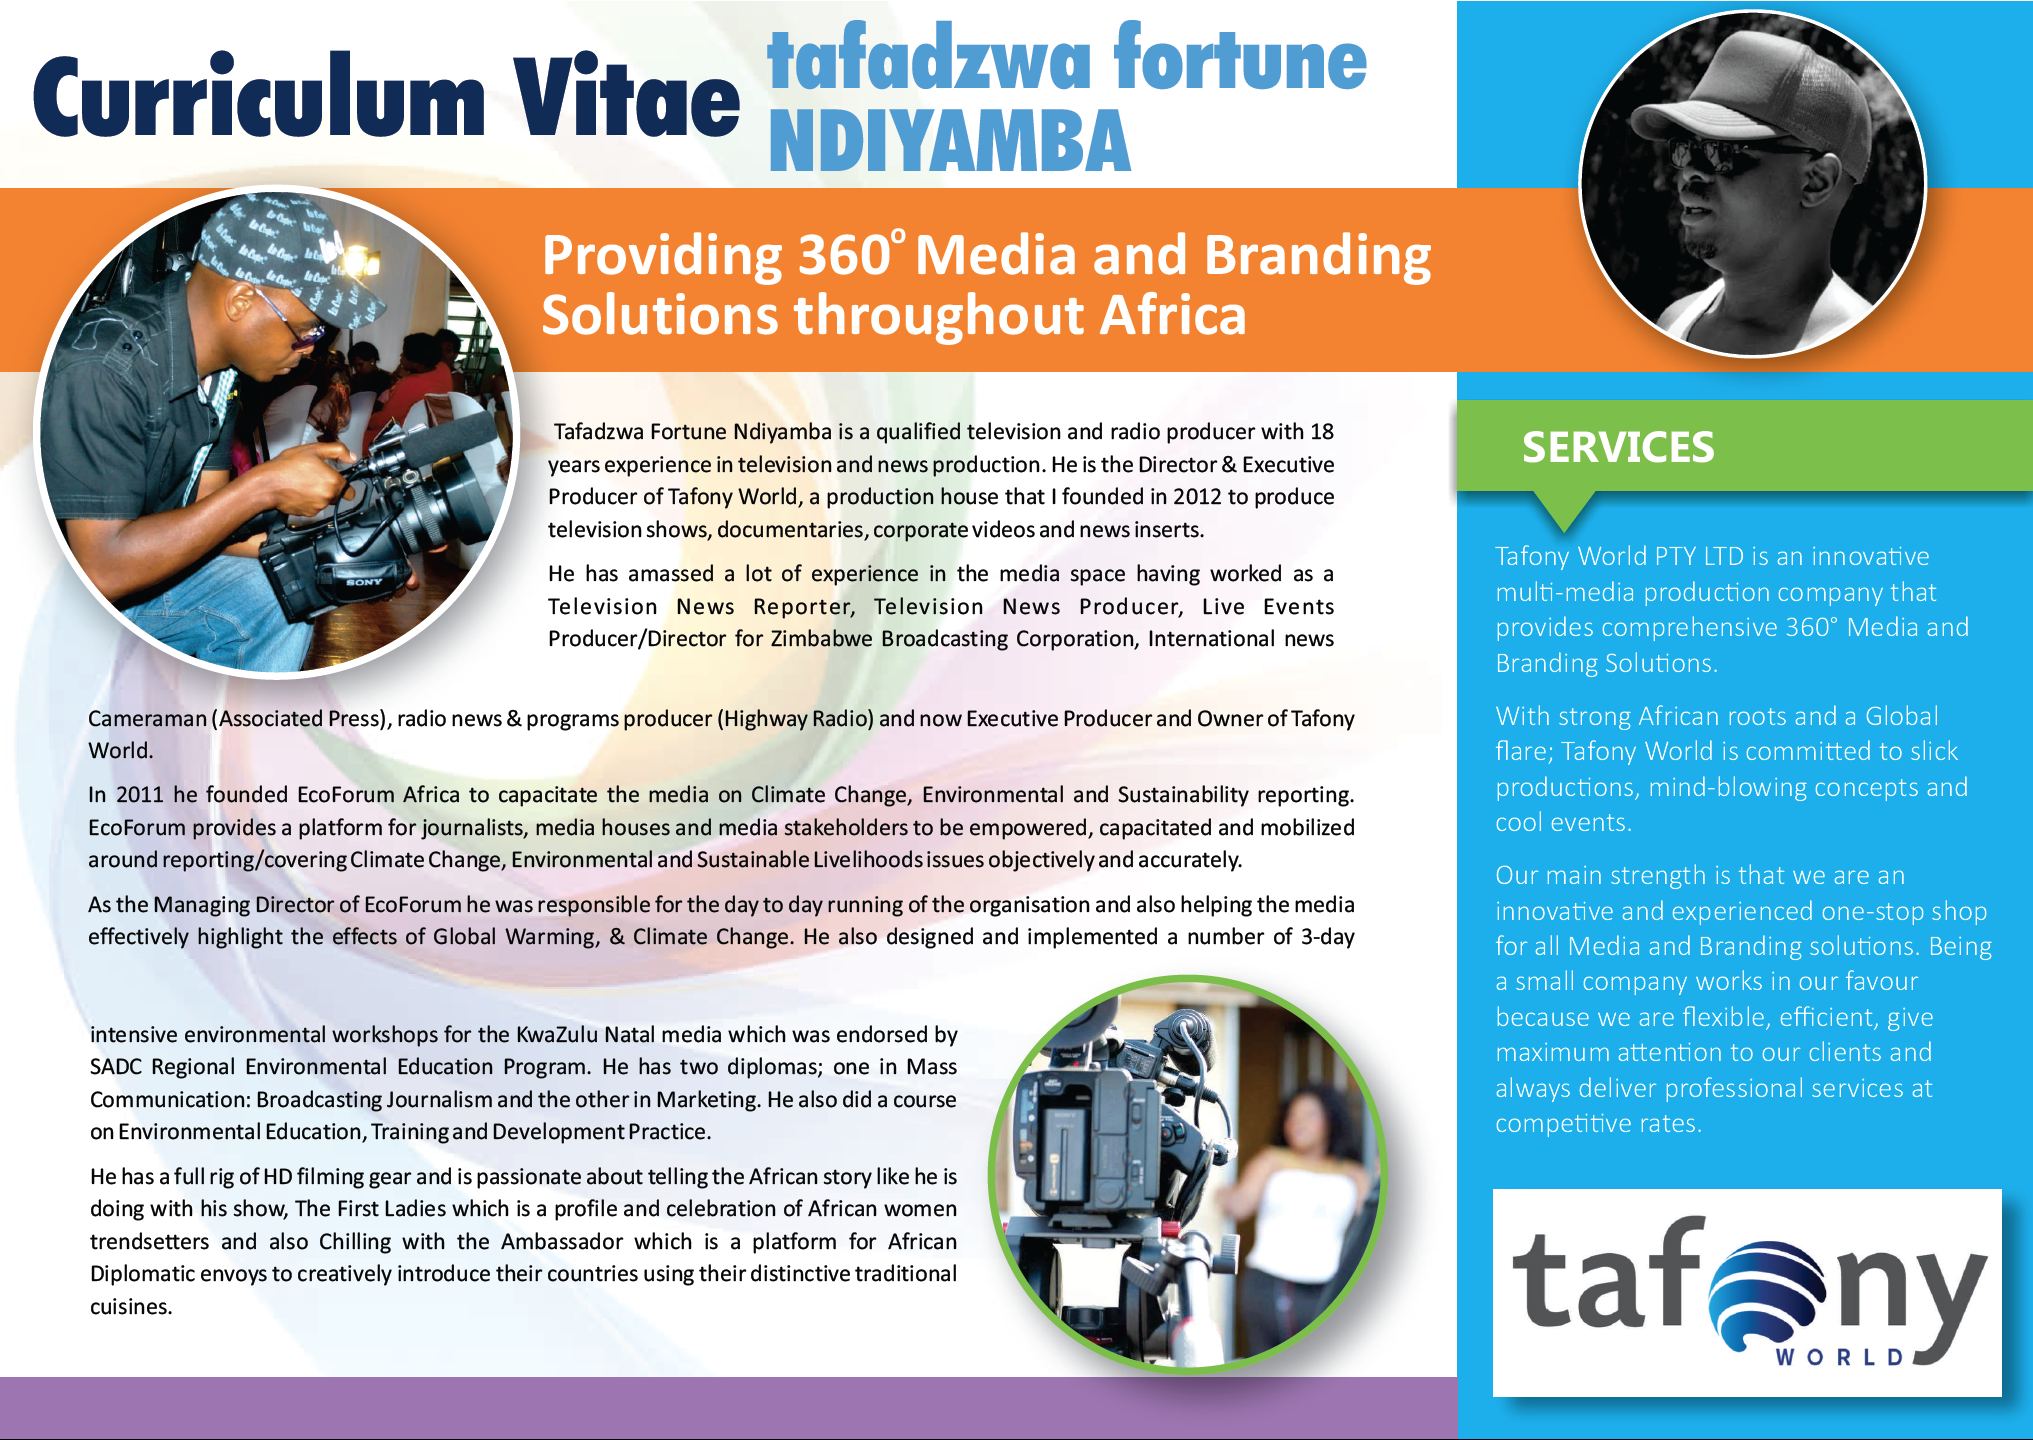 Curriculum Vitae
tafadzwa fortune
NDIYAMBA
Providing 360° Media and Branding
Solutions throughout Africa
Tafadzwa Fortune Ndiyamba is a qualified television and radio producer with 18
years experience in television and news production. He is the Director & Executive
Producer of Tafony World, a production house that I founded in 2012 to produce
television shows, documentaries, corporate videos and news inserts.
He has amassed a lot of experience in the media space having worked as a
Television News Reporter, Television News Producer, Live Events
Producer/Director for Zimbabwe Broadcasting Corporation, International news
Cameraman (Associated Press), radio news & programs producer (Highway Radio) and now Executive Producer and Owner of Tafony
World.
In 2011 he founded EcoForum Africa to capacitate the media on Climate Change, Environmental and Sustainability reporting.
EcoForum provides a platform for journalists, media houses and media stakeholders to be empowered, capacitated and mobilized
around reporting/covering Climate Change, Environmental and Sustainable Livelihoods issues objectively and accurately.
As the Managing Director of EcoForum he was responsible for the day to day running of the organisation and also helping the media
effectively highlight the effects of Global Warming, & Climate Change. He also designed and implemented a number of 3-day
intensive environmental workshops for the KwaZulu Natal media which was endorsed by
SADC Regional Environmental Education Program. He has two diplomas; one in Mass
Communication: Broadcasting Journalism and the other in Marketing. He also did a course
on Environmental Education, Training and Development Practice.
He has a full rig of HD filming gear and is passionate about telling the African story like he is
doing with his show, The First Ladies which is a profile and celebration of African women
trendsetters and also Chilling with the Ambassador which is a platform for African
Diplomatic envoys to creatively introduce their countries using their distinctive traditional
cuisines.
SONY
SERVICES
Tafony World PTY LTD is an innovative
multi-media production company that
provides comprehensive 360° Media and
Branding Solutions.
With strong African roots and a Global
flare; Tafony World is committed to slick
productions, mind-blowing concepts and
cool events.
Our main strength is that we are an
innovative and experienced one-stop shop
for all Media and Branding solutions. Being
a small company works in our favour
because we are flexible, efficient, give
maximum attention to our clients and
always deliver professional services at
competitive rates.
tafony
WORLD